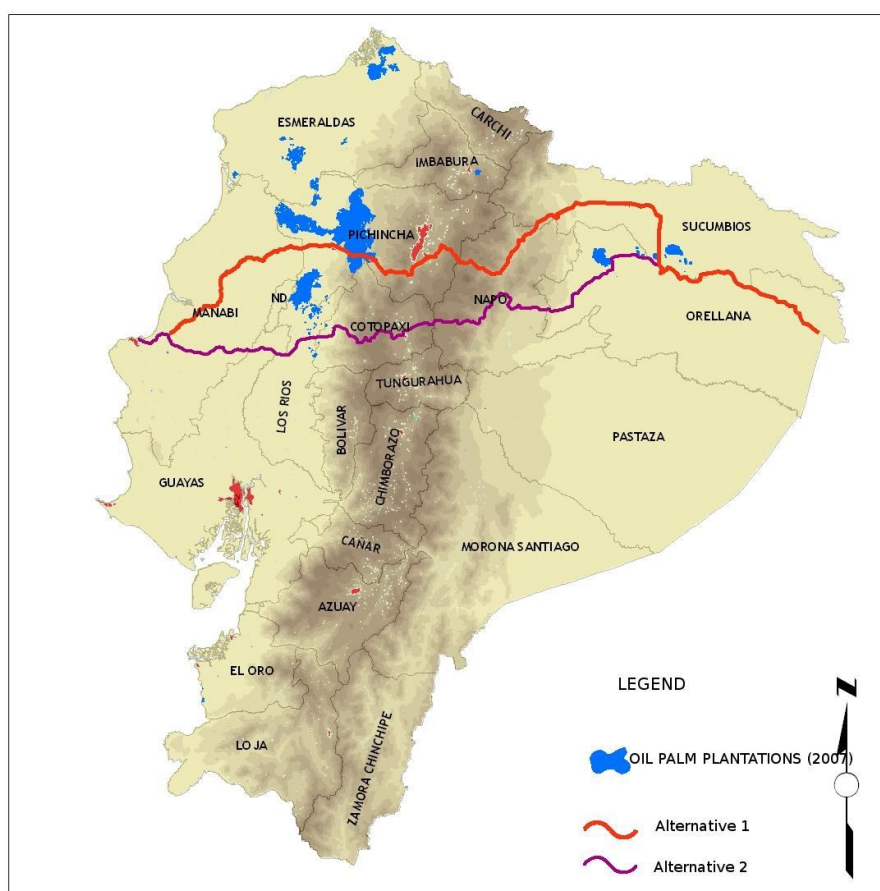 CARCHI
ESMERALDAS
IMBABURA
SUCUMBIOS
PICHINCHA
ND
MANABI
NAPO
ORELLANA
COTOPAXI
TUNGURAHUA
LOS RIOS
BOLIVAR
CHIMBORAZO
PASTAZA
GUAYAS
CAÑAR
MORONA SANTIAGO
AZUAY
EL ORO
LOJA
ZAMORA CHINCHIPE
LEGEND
N
OIL PALM PLANTATIONS (2007)
Alternative 1
Alternative 2